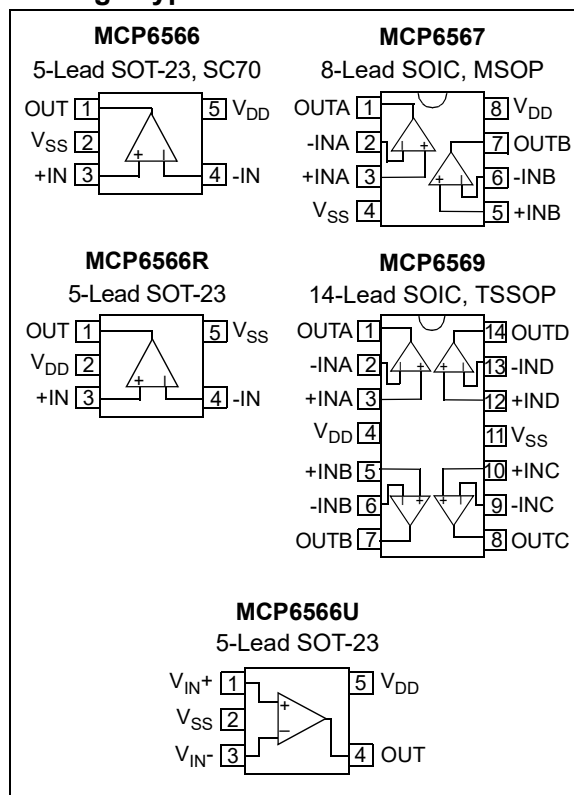 MCP6566
5-Lead SOT-23, SC70
OUT 1
5 VDD
VSS 2
+IN 3
4 -IN
+ –
MCP6567
8-Lead SOIC, MSOP
OUTA 1
8 VDD
-INA 2
7 OUTB
+INA 3
6 -INB
VSS 4
5 +INB
– +
+ –
MCP6566R
5-Lead SOT-23
OUT 1
5 VSS
VDD 2
+IN 3
4 -IN
+ –
MCP6569
14-Lead SOIC, TSSOP
OUTA 1
14 OUTD
-INA 2
13 -IND
+INA 3
12 +IND
VDD 4
11 VSS
+INB 5
10 +INC
-INB 6
9 -INC
OUTB 7
8 OUTC
– +
+ –
– +
+ –
MCP6566U
5-Lead SOT-23
VIN+ 1
5 VDD
VSS 2
VIN- 3
4 OUT
+
–